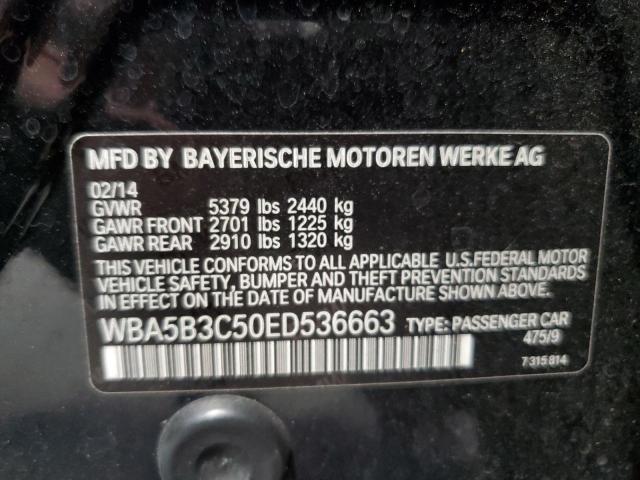 MFD BY BAYERISCHE MOTOREN WERKE AG
02/14
GVWR 5379 lbs 2440 kg
GAWR FRONT 2701 lbs 1225 kg
GAWR REAR 2910 lbs 1320 kg
THIS VEHICLE CONFORMS TO ALL APPLICABLE U.S.FEDERAL MOTOR
VEHICLE SAFETY, BUMPER AND THEFT PREVENTION STANDARDS
IN EFFECT ON THE DATE OF MANUFACTURE SHOWN ABOVE.
WBA5B3C50ED536663 TYPE: PASSENGER CAR
475/9
7 315 814